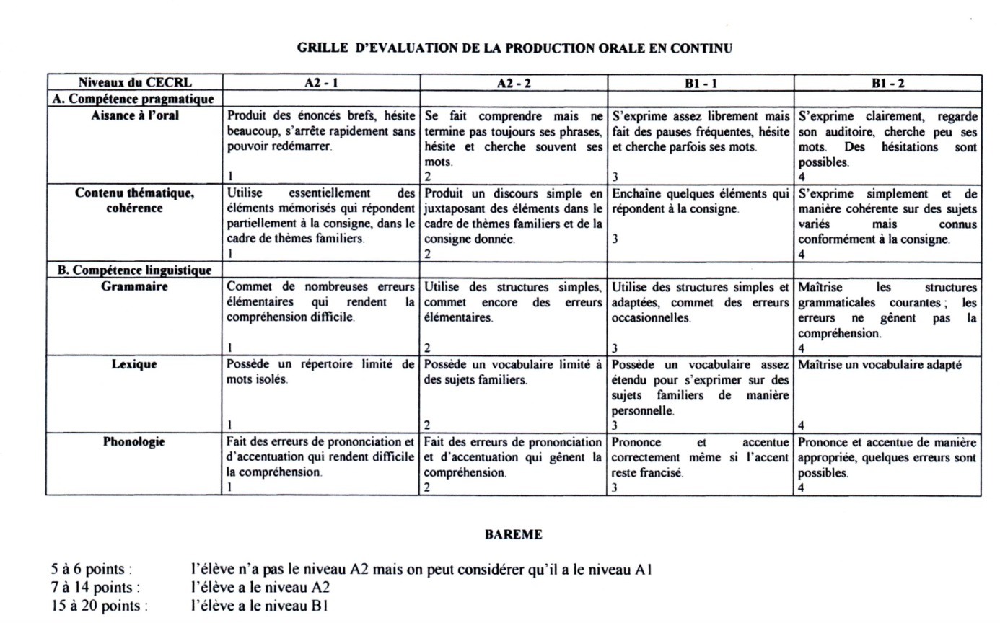 GRILLE D'EVALUATION DE LA PRODUCTION ORALE EN CONTINU
Niveaux du CECRL
A2 - 1
A2 - 2
B1 - 1
B1 - 2
A. Compétence pragmatique
Aisance à l'oral
Produit des énoncés brefs, hésite
beaucoup, s'arrête rapidement sans
pouvoir redémarrer.
1
Se fait comprendre mais ne
termine pas toujours ses phrases,
hésite et cherche souvent ses
mots.
2
S'exprime assez librement mais
fait des pauses fréquentes, hésite
et cherche parfois ses mots.
3
S'exprime clairement, regarde
son auditoire, cherche peu ses
mots. Des hésitations sont
possibles.
4
Contenu thématique,
cohérence
Utilise essentiellement des
éléments mémorisés qui répondent
partiellement à la consigne, dans le
cadre de thèmes familiers.
1
Produit un discours simple en
juxtaposant des éléments dans le
cadre de thèmes familiers et de la
consigne donnée.
2
Enchaîne quelques éléments qui
répondent à la consigne.
3
S'exprime simplement et de
manière cohérente sur des sujets
variés mais connus
conformément à la consigne.
4
B. Compétence linguistique
Grammaire
Commet de nombreuses erreurs
élémentaires qui rendent la
compréhension difficile.
1
Utilise des structures simples,
commet encore des erreurs
élémentaires.
2
Utilise des structures simples et
adaptées, commet des erreurs
occasionnelles.
3
Maîtrise les structures
grammaticales courantes ; les
erreurs ne gênent pas la
compréhension.
4
Lexique
Possède un répertoire limité de
mots isolés.
1
Possède un vocabulaire limité à
des sujets familiers.
2
Possède un vocabulaire assez
étendu pour s'exprimer sur des
sujets familiers de manière
personnelle.
3
Maîtrise un vocabulaire adapté
4
Phonologie
Fait des erreurs de prononciation et
d'accentuation qui rendent difficile
la compréhension.
1
Fait des erreurs de prononciation
et d'accentuation qui gênent la
compréhension.
2
Prononce et accentue
correctement même si l'accent
reste francisé.
3
Prononce et accentue de manière
appropriée, quelques erreurs sont
possibles.
4
BAREME
5 à 6 points : l'élève n'a pas le niveau A2 mais on peut considérer qu'il a le niveau A1
7 à 14 points : l'élève a le niveau A2
15 à 20 points : l'élève a le niveau B1